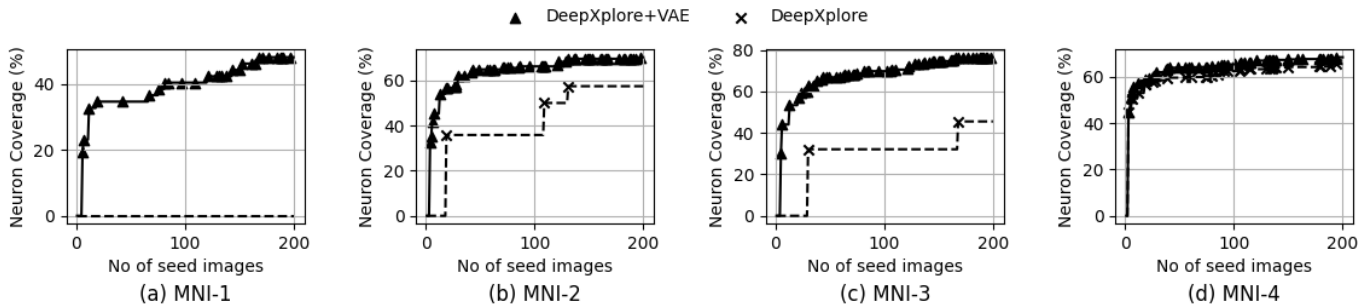 DeepXplore+VAE DeepXplore
Neuron Coverage (%)
40
20
0
0 100 200
No of seed images
(a) MNI-1
Neuron Coverage (%)
60
40
20
0
0 100 200
No of seed images
(b) MNI-2
Neuron Coverage (%)
80
60
40
20
0
0 100 200
No of seed images
(c) MNI-3
Neuron Coverage (%)
60
40
20
0
0 100 200
No of seed images
(d) MNI-4